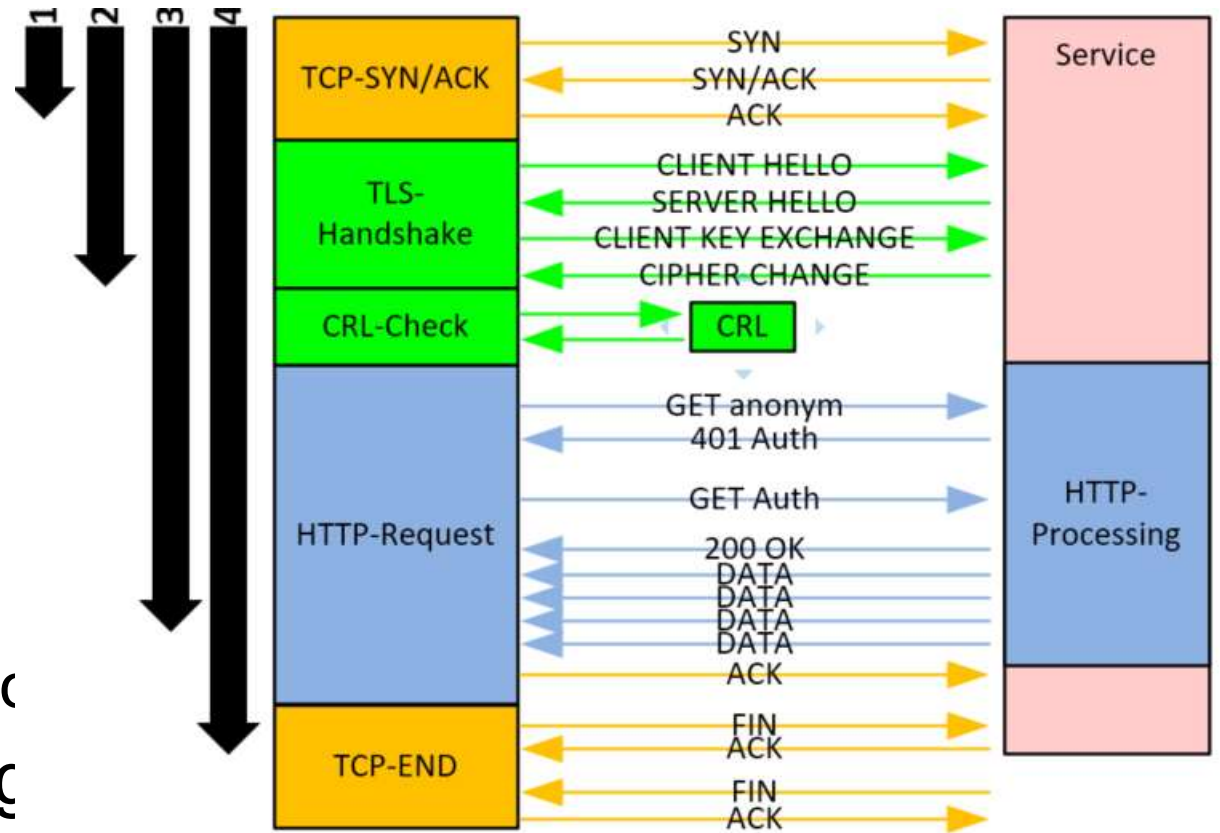 1
2
3
4
TCP-SYN/ACK
SYN
SYN/ACK
ACK
Service
TLS-
Handshake
CLIENT HELLO
SERVER HELLO
CLIENT KEY EXCHANGE
CIPHER CHANGE
CRL-Check
CRL
HTTP-Request
GET anonym
401 Auth
GET Auth
200 OK
DATA
DATA
DATA
DATA
ACK
HTTP-
Processing
TCP-END
FIN
ACK
FIN
ACK